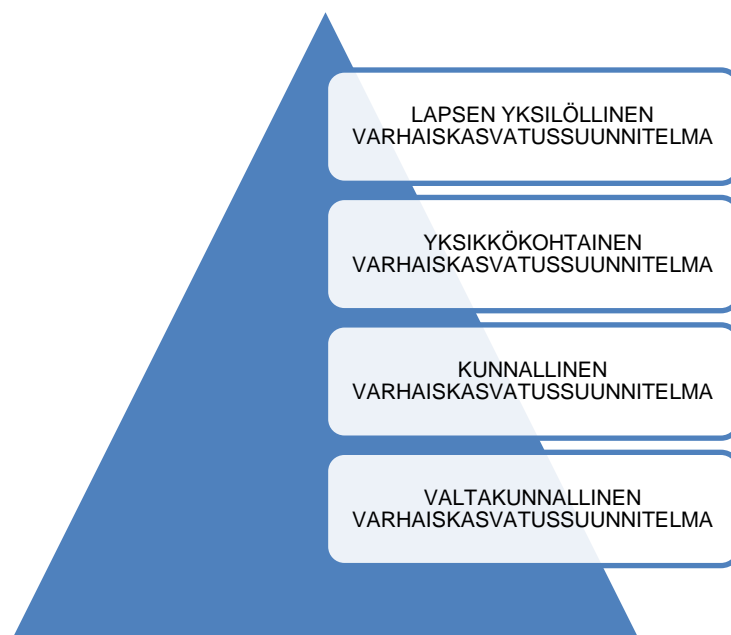 LAPSEN YKSILÖLLINEN
VARHAISKASVATUSSUUNNITELMA
YKSIKKÖKOHTAINEN
VARHAISKASVATUSSUUNNITELMA
KUNNALLINEN
VARHAISKASVATUSSUUNNITELMA
VALTAKUNNALLINEN
VARHAISKASVATUSSUUNNITELMA